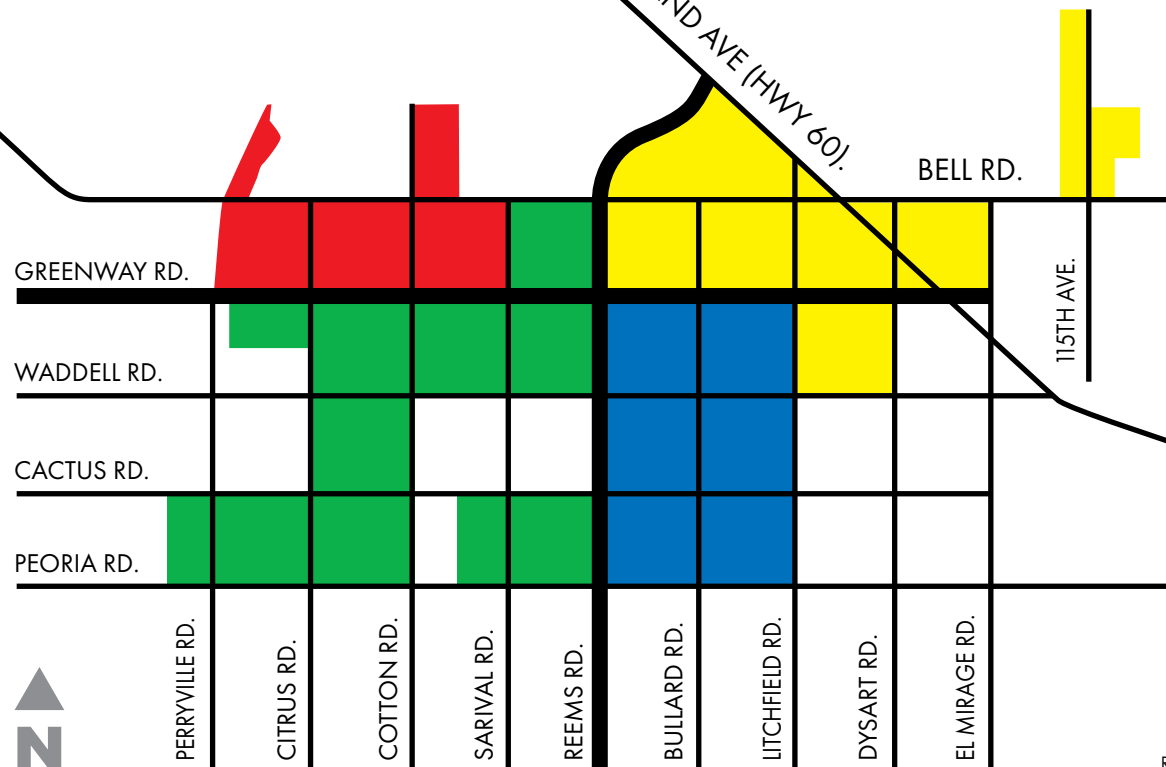 AVE (HWY 60).
BELL RD.
GREENWAY RD.
115TH AVE.
WADDELL RD.
CACTUS RD.
PEORIA RD.
PERRYVILLE RD.
CITRUS RD.
COTTON RD.
SARIVAL RD.
REEMS RD.
BULLARD RD.
LITCHFIELD RD.
DYSART RD.
EL MIRAGE RD.
N